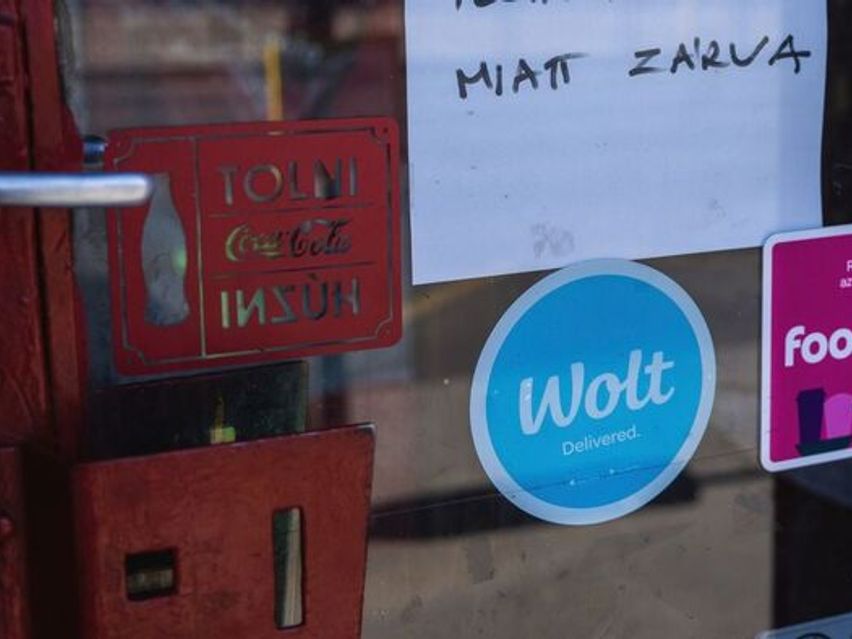 MIATT ZÁRVA
TOLNI
Coca-Cola
HÚZNI
Wolt
Delivered.
foo